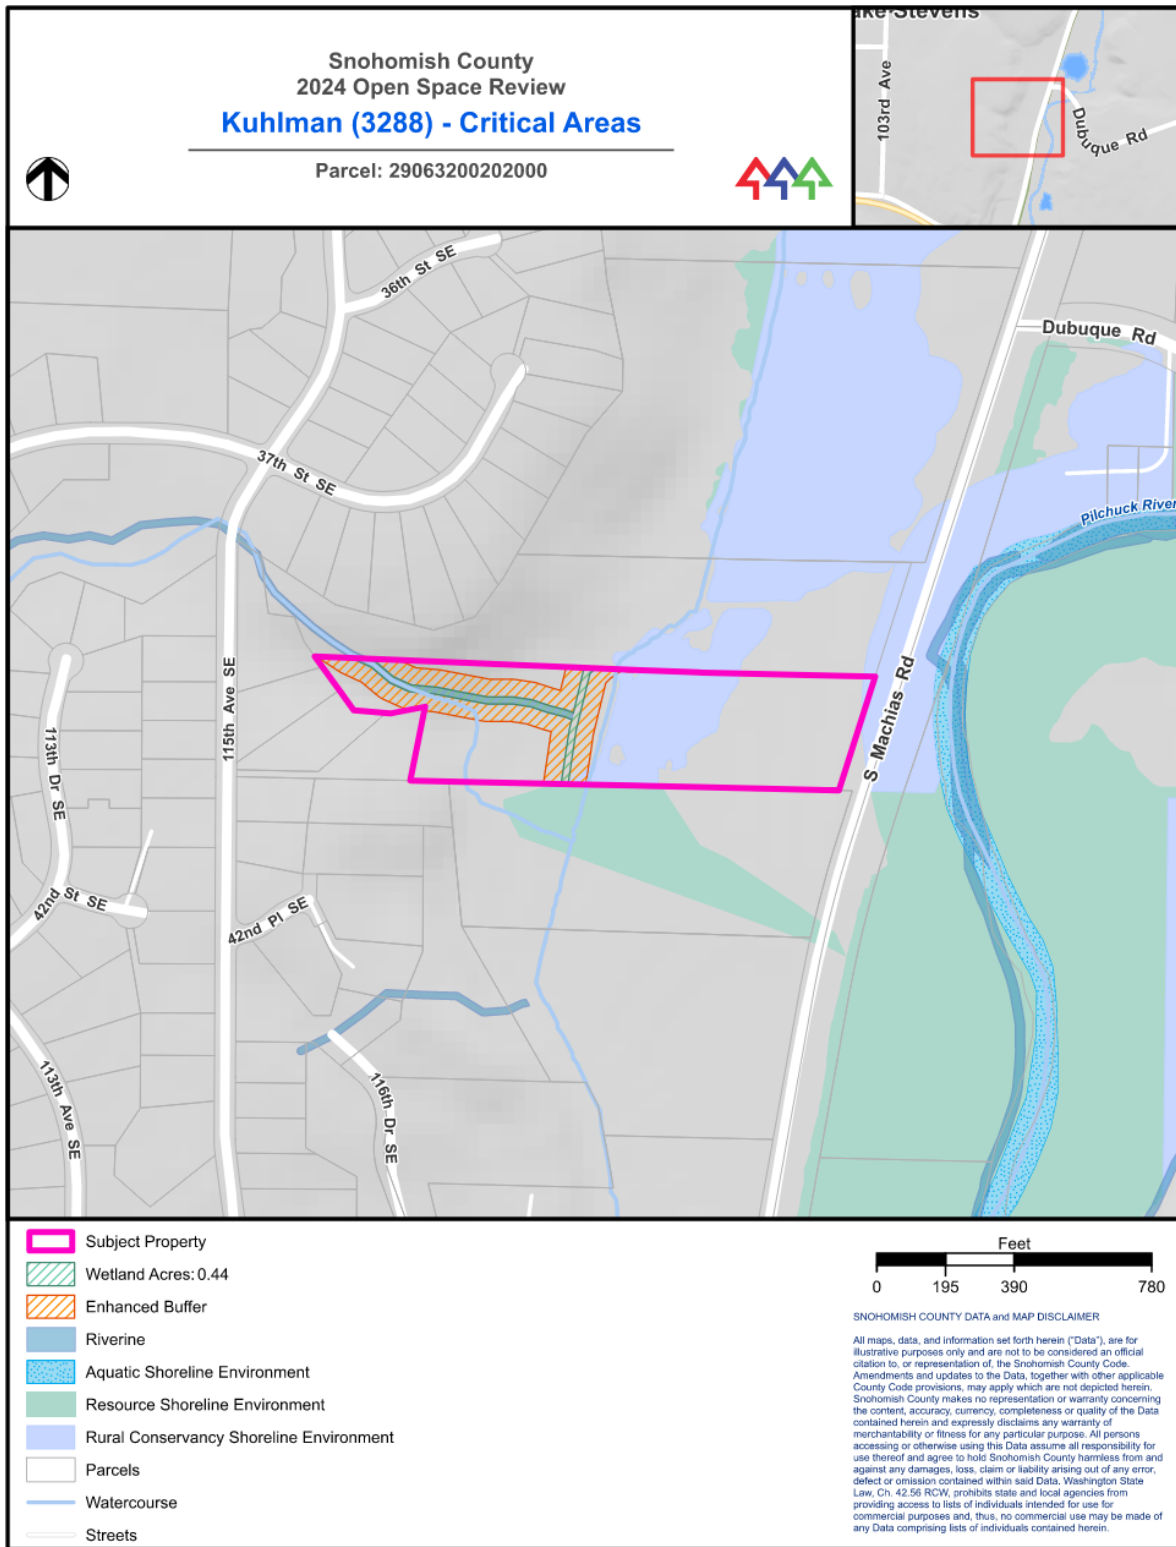 Snohomish County
2024 Open Space Review
Kuhlman (3288) - Critical Areas
Parcel: 29063200202000
103rd Ave
Dubuque Rd
36th St SE
Dubuque Rd
37th St SE
Pilchuck River
115th Ave SE
S Machias Rd
113th Dr SE
42nd St SE
42nd Pl SE
113th Ave SE
116th Dr SE
Subject Property
Wetland Acres: 0.44
Enhanced Buffer
Riverine
Aquatic Shoreline Environment
Resource Shoreline Environment
Rural Conservancy Shoreline Environment
Parcels
Watercourse
Streets
Feet
0 195 390 780
SNOHOMISH COUNTY DATA and MAP DISCLAIMER
All maps, data, and information set forth herein ("Data"), are for
illustrative purposes only and are not to be considered an official
citation to, or representation of, the Snohomish County Code.
Amendments and updates to the Data, together with other applicable
County Code provisions, may apply which are not depicted herein.
Snohomish County makes no representation or warranty concerning
the content, accuracy, currency, completeness or quality of the Data
contained herein and expressly disclaims any warranty of
merchantability or fitness for any particular purpose. All persons
accessing or otherwise using this Data assume all responsibility for
use thereof and agree to hold Snohomish County harmless from and
against any damages, loss, claim or liability arising out of any error,
defect or omission contained within said Data. Washington State
Law, Ch. 42.56 RCW, prohibits state and local agencies from
providing access to lists of individuals intended for use for
commercial purposes and, thus, no commercial use may be made of
any Data comprising lists of individuals contained herein.